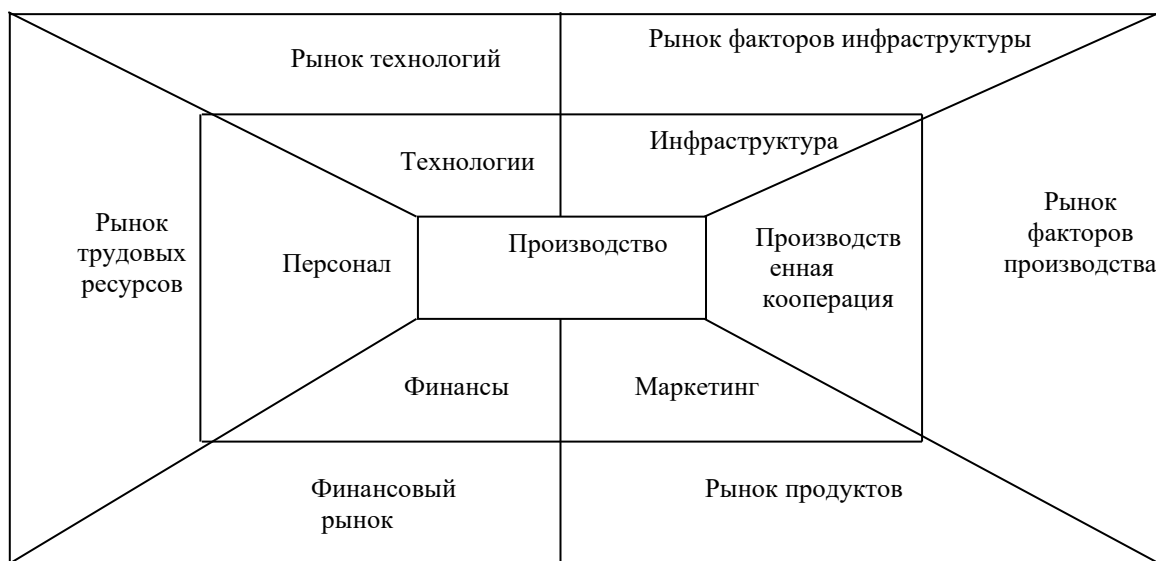 Рынок технологий
Рынок факторов инфраструктуры
Технологии
Инфраструктура
Рынок
трудовых
ресурсов
Персонал
Производство
Производств
енная
кооперация
Рынок
факторов
производства
Финансы
Маркетинг
Финансовый
рынок
Рынок продуктов